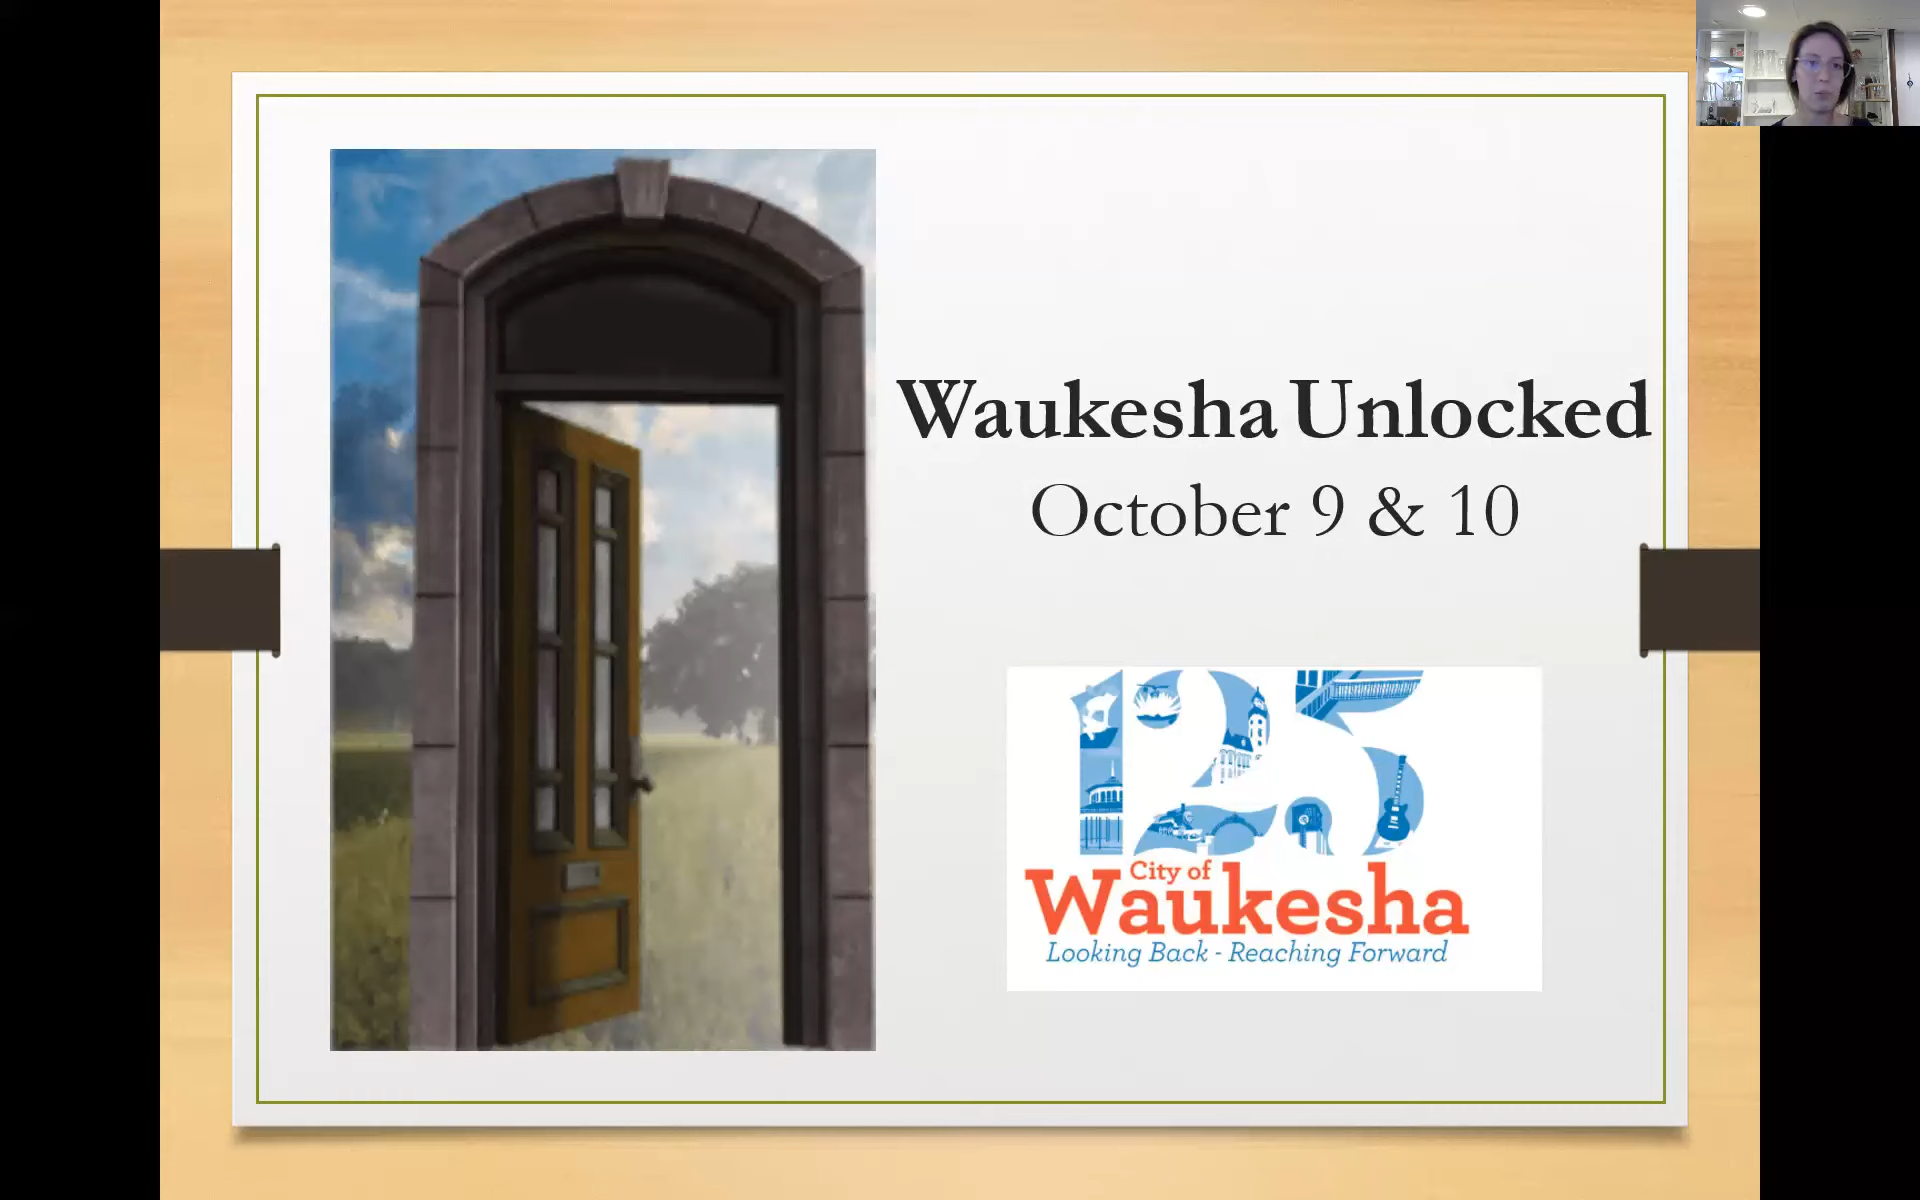 Waukesha Unlocked
October 9 & 10
125
City of
Waukesha
Looking Back - Reaching Forward